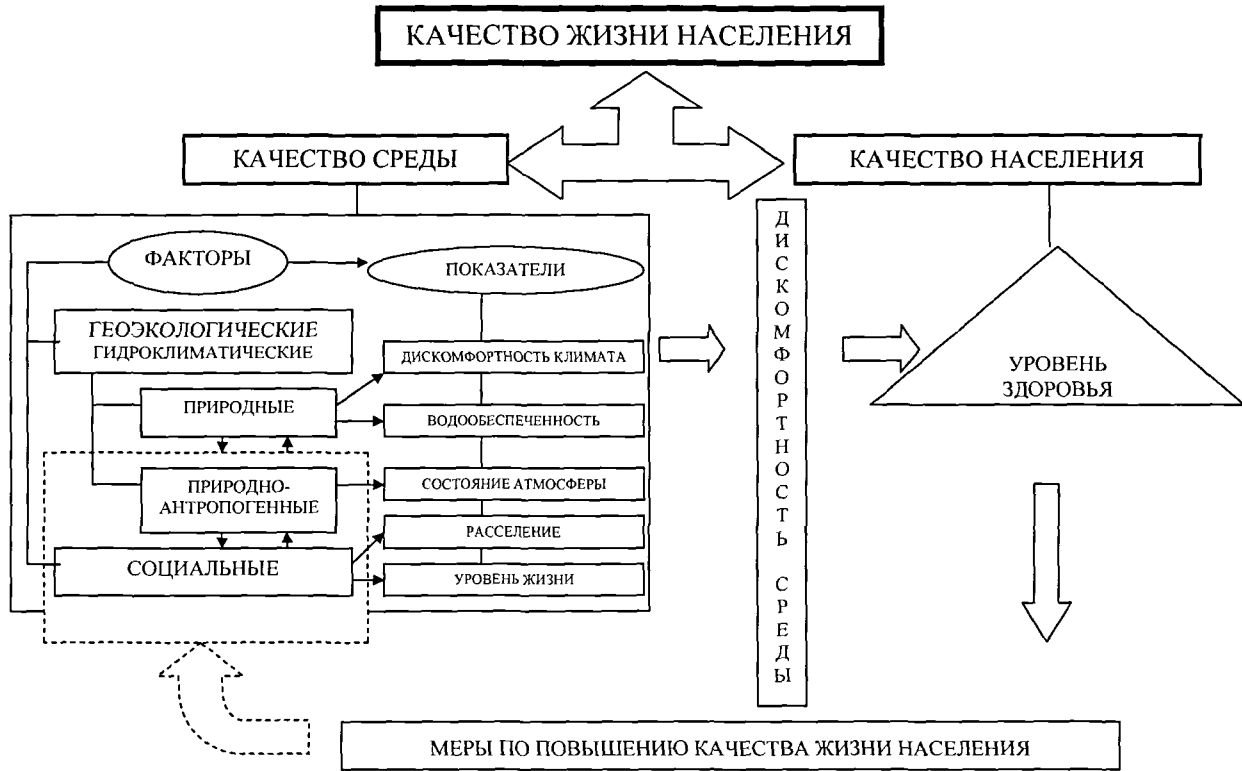 КАЧЕСТВО ЖИЗНИ НАСЕЛЕНИЯ
КАЧЕСТВО СРЕДЫ
КАЧЕСТВО НАСЕЛЕНИЯ
ФАКТОРЫ
ПОКАЗАТЕЛИ
ГЕОЭКОЛОГИЧЕСКИЕ
ГИДРОКЛИМАТИЧЕСКИЕ
ДИСКОМФОРТНОСТЬ КЛИМАТА
ПРИРОДНЫЕ
ВОДООБЕСПЕЧЕННОСТЬ
ПРИРОДНО-
АНТРОПОГЕННЫЕ
СОСТОЯНИЕ АТМОСФЕРЫ
РАССЕЛЕНИЕ
СОЦИАЛЬНЫЕ
УРОВЕНЬ ЖИЗНИ
ДИСКОМФОРТНОСТЬ СРЕДЫ
УРОВЕНЬ
ЗДОРОВЬЯ
МЕРЫ ПО ПОВЫШЕНИЮ КАЧЕСТВА ЖИЗНИ НАСЕЛЕНИЯ